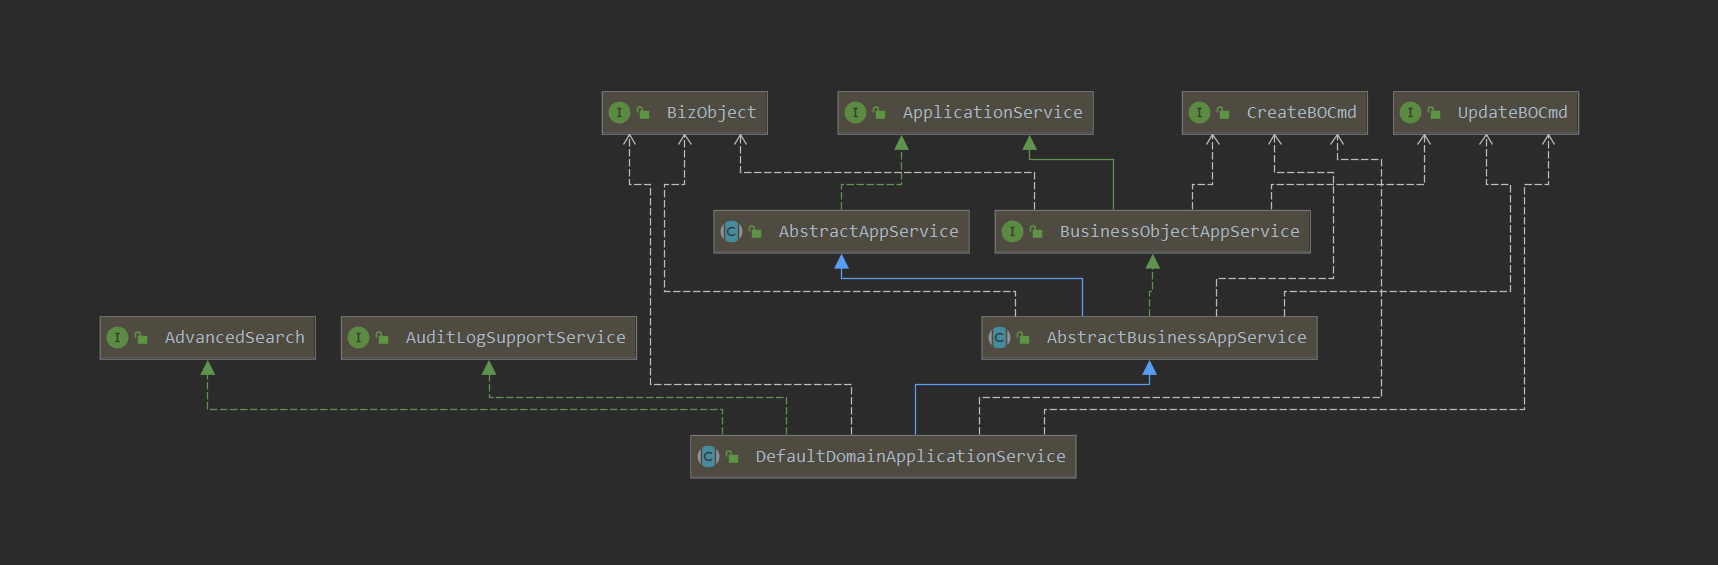 I BizObject
I ApplicationService
I CreateBOCmd
I UpdateBOCmd
C AbstractAppService
I BusinessObjectAppService
I AdvancedSearch
I AuditLogSupportService
C AbstractBusinessAppService
C DefaultDomainApplicationService